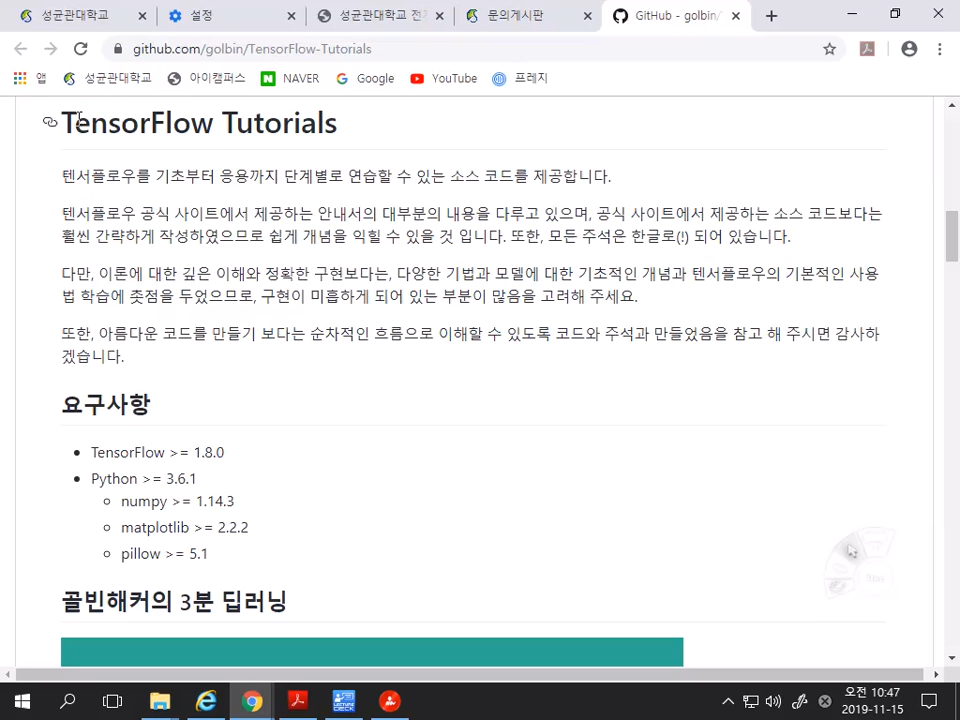 성균관대학교
설정
성균관대학교 전
문의게시판
GitHub - golbin/
github.com/golbin/TensorFlow-Tutorials
앱
성균관대학교
아이캠퍼스
N NAVER
Google
YouTube
프레지
TensorFlow Tutorials
텐서플로우를 기초부터 응용까지 단계별로 연습할 수 있는 소스 코드를 제공합니다.
텐서플로우 공식 사이트에서 제공하는 안내서의 대부분의 내용을 다루고 있으며, 공식 사이트에서 제공하는 소스 코드보다는
훨씬 간략하게 작성하였으므로 쉽게 개념을 익힐 수 있을 것 입니다. 또한, 모든 주석은 한글로(!) 되어 있습니다.
다만, 이론에 대한 깊은 이해와 정확한 구현보다는, 다양한 기법과 모델에 대한 기초적인 개념과 텐서플로우의 기본적인 사용
법 학습에 촛점을 두었으므로, 구현이 미흡하게 되어 있는 부분이 많음을 고려해 주세요.
또한, 아름다운 코드를 만들기 보다는 순차적인 흐름으로 이해할 수 있도록 코드와 주석과 만들었음을 참고 해 주시면 감사하
겠습니다.
요구사항
TensorFlow >= 1.8.0
Python >= 3.6.1
numpy >= 1.14.3
matplotlib >= 2.2.2
pillow >= 5.1
골빈해커의 3분 딥러닝
LECTURE
CHECK
오전 10:47
2019-11-15